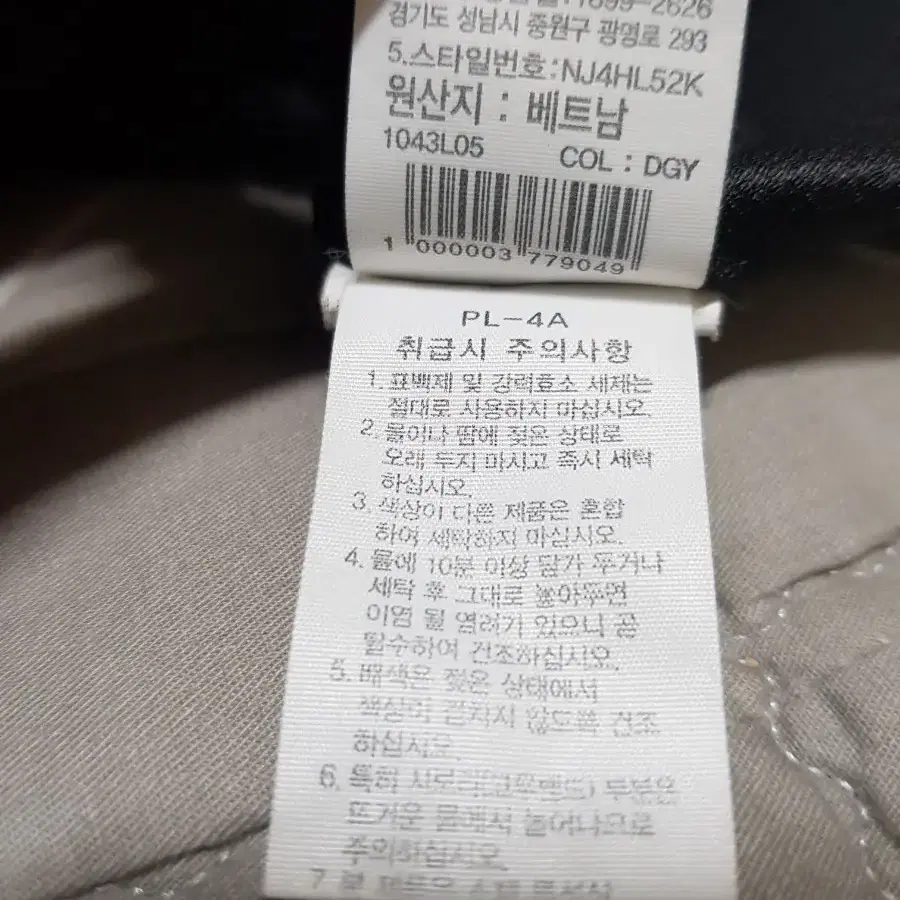 1899-2626
경기도 성남시 중원구 광명로 293
5.스타일번호:NJ4HL52K
원산지 : 베트남
1043L05 COL : DGY
1 000003 779049
PL-4A
취급시 주의사항
1. 표백제 및 강력효소 세제는
절대로 사용하지 마십시오.
2. 물이나 땀에 젖은 상태로
오래 두지 마시고 즉시 세탁
하십시오.
3. 색상이 다른 제품은 혼합
하여 세탁하지 마십시오.
4. 물에 10분 이상 담가 두거나
세탁 후 그대로 놓아두면
이염 될 염려가 있으니 곧
탈수하여 건조하십시오.
5. 배색은 젖은 상태에서
색상이 겹치지 않도록 건조
하십시오.
6. 특히 시보리(고무밴드) 부분은
뜨거운 물에서 늘어나므로
주의하십시오.
7